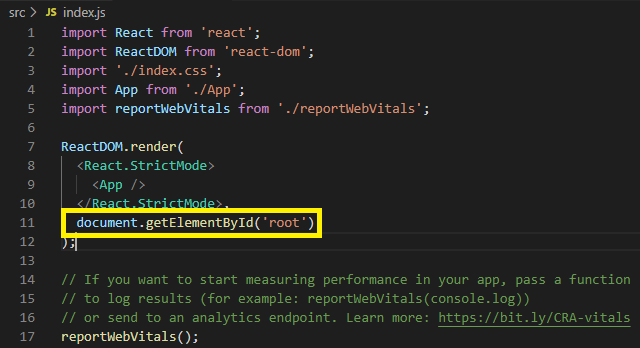 src > JS index.js
1 import React from 'react';
2 import ReactDOM from 'react-dom';
3 import './index.css';
4 import App from './App';
5 import reportWebVitals from './reportWebVitals';
6
7 ReactDOM.render(
8 <React.StrictMode>
9 <App />
10 </React.StrictMode>,
11 document.getElementById('root')
12 );
13
14 // If you want to start measuring performance in your app, pass a function
15 // to log results (for example: reportWebVitals(console.log))
16 // or send to an analytics endpoint. Learn more: https://bit.ly/CRA-vitals
17 reportWebVitals();